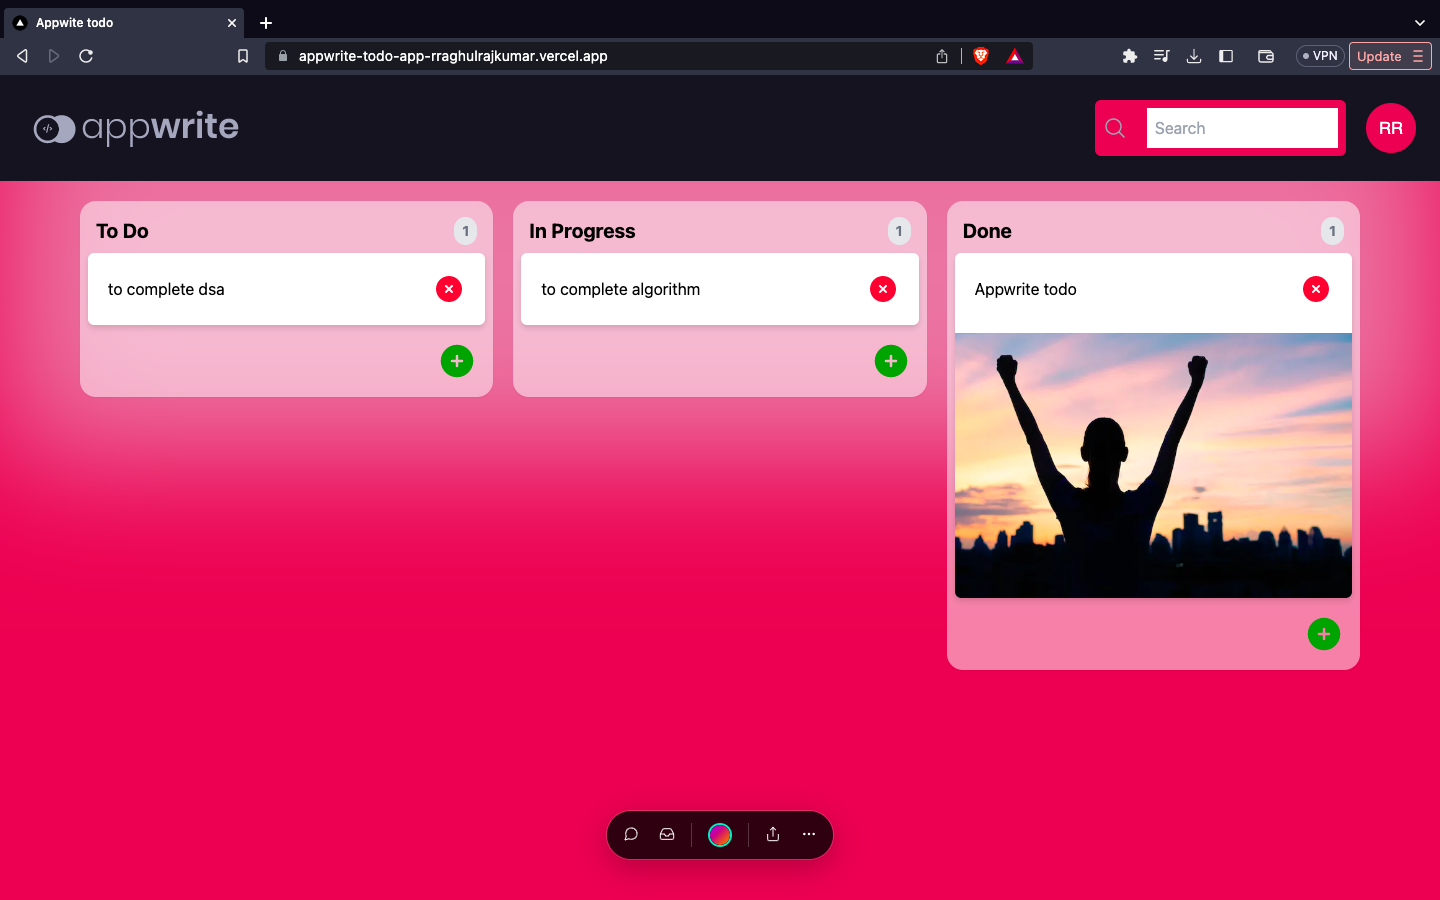 Appwite todo
appwrite-todo-app-rraghulrajkumar.vercel.app
VPN
Update
</>
appwrite
Search
RR
To Do
1
to complete dsa
In Progress
1
to complete algorithm
Done
1
Appwrite todo